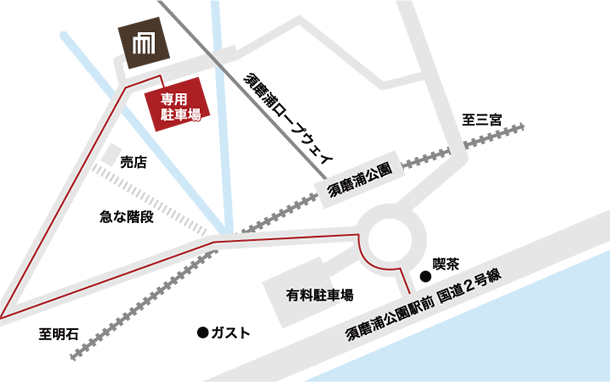 専用
駐車場
須磨浦ロープウェイ
至三宮
売店
須磨浦公園
急な階段
喫茶
有料駐車場
須磨浦公園駅前 国道2号線
至明石
ガスト